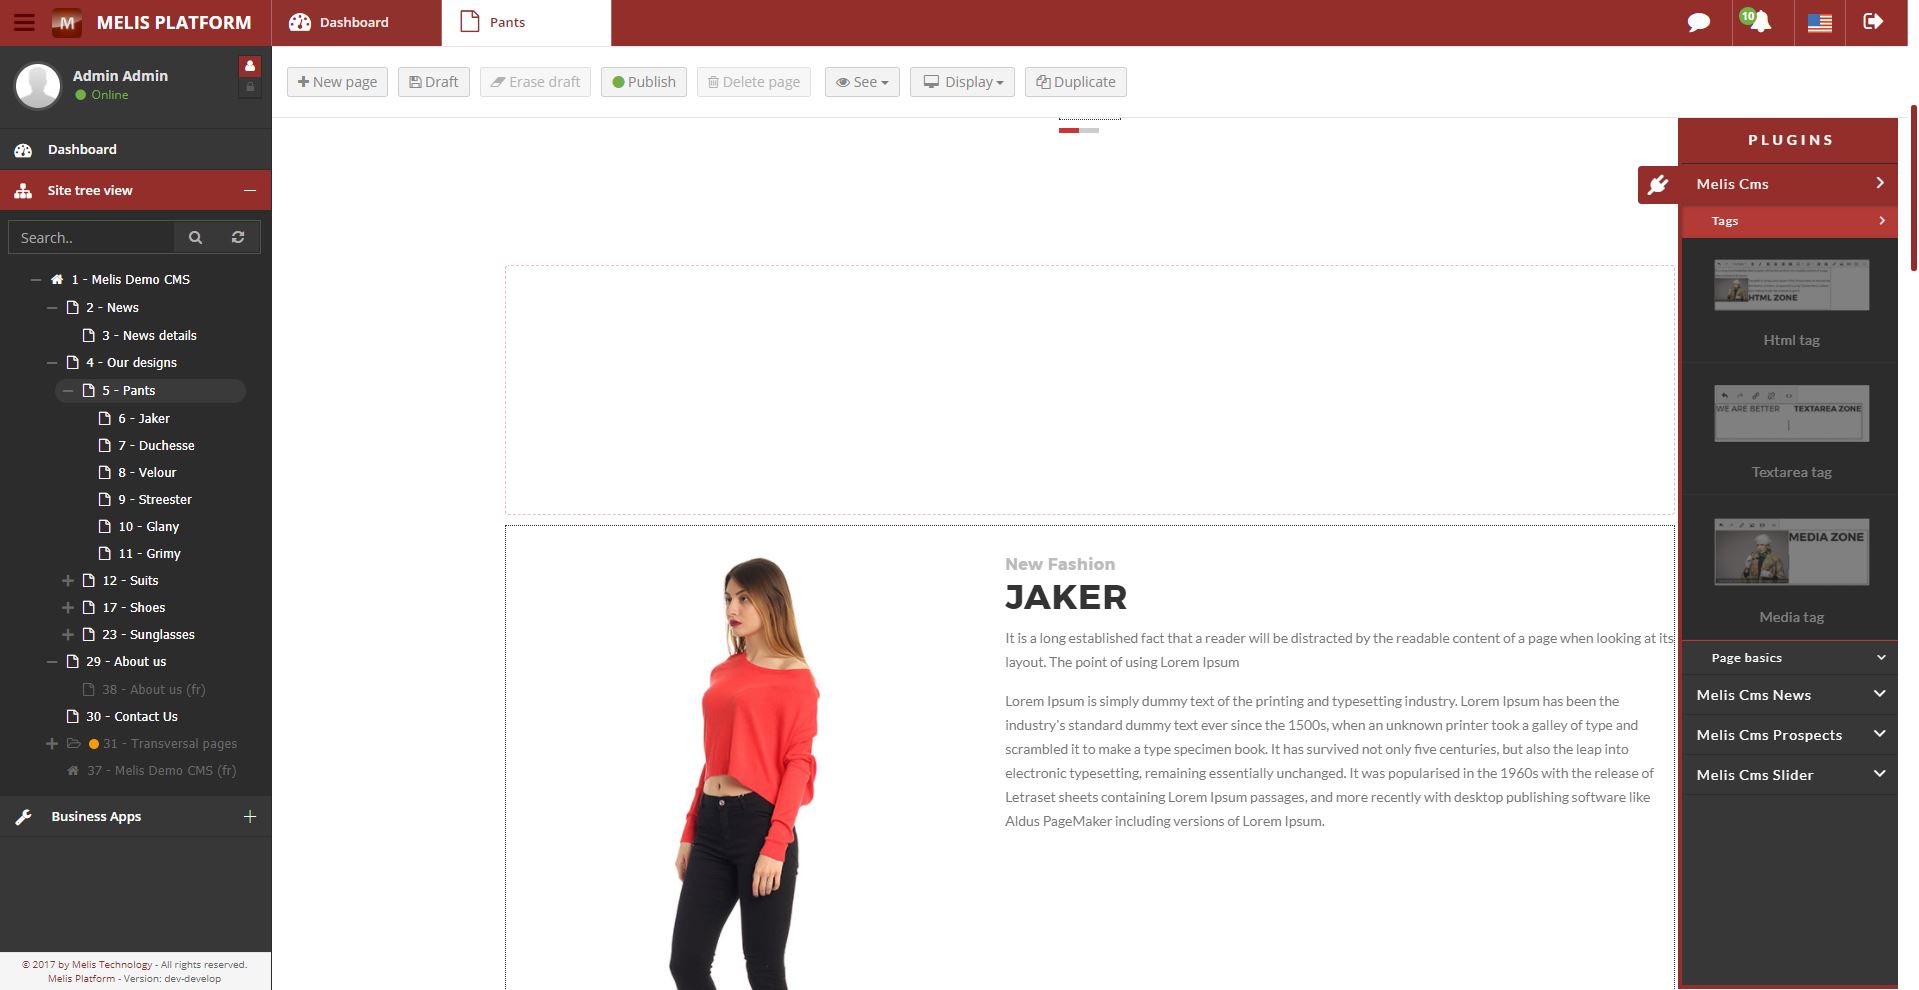 M MELIS PLATFORM
Dashboard
Pants
10
Admin Admin
Online
Dashboard
Site tree view
Search..
1 - Melis Demo CMS
2 - News
3 - News details
4 - Our designs
5 - Pants
6 - Jaker
7 - Duchesse
8 - Velour
9 - Streester
10 - Glany
11 - Grimy
12 - Suits
17 - Shoes
23 - Sunglasses
29 - About us
38 - About us (fr)
30 - Contact Us
31 - Transversal pages
37 - Melis Demo CMS (fr)
Business Apps
© 2017 by Melis Technology - All rights reserved.
Melis Platform - Version: dev-develop
New page
Draft
Erase draft
Publish
Delete page
See
Display
Duplicate
New Fashion
JAKER
It is a long established fact that a reader will be distracted by the readable content of a page when looking at its
layout. The point of using Lorem Ipsum
Lorem Ipsum is simply dummy text of the printing and typesetting industry. Lorem Ipsum has been the
industry's standard dummy text ever since the 1500s, when an unknown printer took a galley of type and
scrambled it to make a type specimen book. It has survived not only five centuries, but also the leap into
electronic typesetting, remaining essentially unchanged. It was popularised in the 1960s with the release of
Letraset sheets containing Lorem Ipsum passages, and more recently with desktop publishing software like
Aldus PageMaker including versions of Lorem Ipsum.
PLUGINS
Melis Cms
Tags
HTML ZONE
Html tag
WE ARE BETTER
TEXTAREA ZONE
Textarea tag
MEDIA ZONE
Media tag
Page basics
Melis Cms News
Melis Cms Prospects
Melis Cms Slider